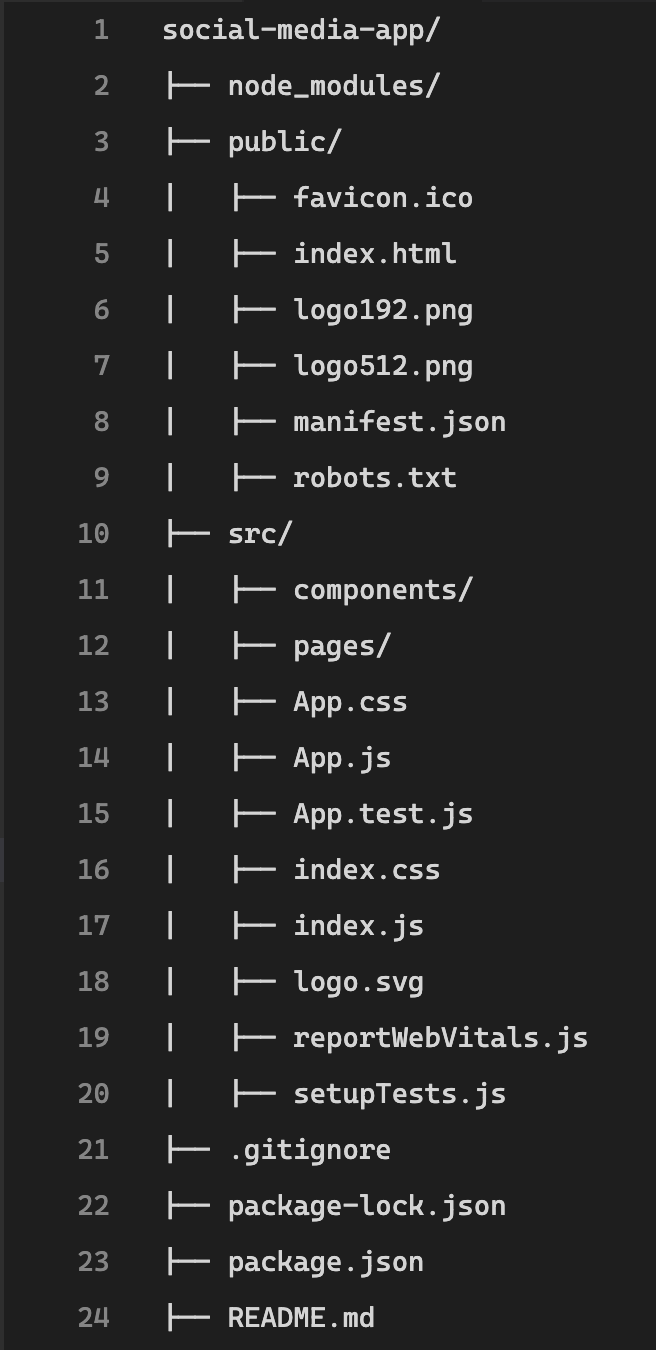 1 social-media-app/
2 ├── node_modules/
3 ├── public/
4 |   ├── favicon.ico
5 |   ├── index.html
6 |   ├── logo192.png
7 |   ├── logo512.png
8 |   ├── manifest.json
9 |   ├── robots.txt
10 ├── src/
11 |   ├── components/
12 |   ├── pages/
13 |   ├── App.css
14 |   ├── App.js
15 |   ├── App.test.js
16 |   ├── index.css
17 |   ├── index.js
18 |   ├── logo.svg
19 |   ├── reportWebVitals.js
20 |   ├── setupTests.js
21 ├── .gitignore
22 ├── package-lock.json
23 ├── package.json
24 ├── README.md